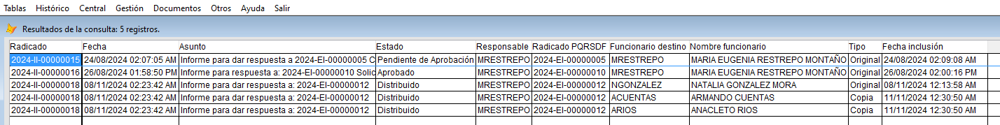 Tablas Histórico Central Gestión Documentos Otros Ayuda Salir
Resultados de la consulta: 5 registros.
Radicado Fecha Asunto Estado Responsable Radicado PQRSDF Funcionario destino Nombre funcionario Tipo Fecha inclusión
2024-II-00000015 24/08/2024 02:07:05 AM Informe para dar respuesta a 2024-EI-00000005 C Pendiente de Aprobación MRESTREPO 2024-EI-00000005 MRESTREPO MARIA EUGENIA RESTREPO MONTAÑO Original 24/08/2024 02:09:08 AM
2024-II-00000016 26/08/2024 01:58:50 PM Informe para respuesta a: 2024-EI-00000010 Solic Aprobado MRESTREPO 2024-EI-00000010 MRESTREPO MARIA EUGENIA RESTREPO MONTAÑO Original 26/08/2024 02:00:16 PM
2024-II-00000018 08/11/2024 02:23:42 AM Informe para dar respuesta a: 2024-EI-00000012 Distribuido MRESTREPO 2024-EI-00000012 NGONZALEZ NATALIA GONZALEZ MORA Original 08/11/2024 12:13:58 AM
2024-II-00000018 08/11/2024 02:23:42 AM Informe para dar respuesta a: 2024-EI-00000012 Distribuido MRESTREPO 2024-EI-00000012 ACUENTAS ARMANDO CUENTAS Copia 11/11/2024 12:30:50 AM
2024-II-00000018 08/11/2024 02:23:42 AM Informe para dar respuesta a: 2024-EI-00000012 Distribuido MRESTREPO 2024-EI-00000012 ARIOS ANACLETO RIOS Copia 11/11/2024 12:30:50 AM